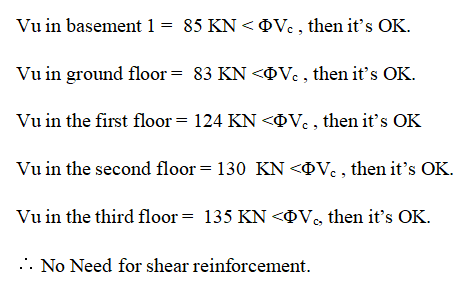 Vu in basement 1 = 85 KN < ΦVc , then it’s OK.
Vu in ground floor = 83 KN <ΦVc , then it’s OK.
Vu in the first floor = 124 KN <ΦVc , then it’s OK
Vu in the second floor = 130 KN <ΦVc , then it’s OK.
Vu in the third floor = 135 KN <ΦVc, then it’s OK.
∴ No Need for shear reinforcement.